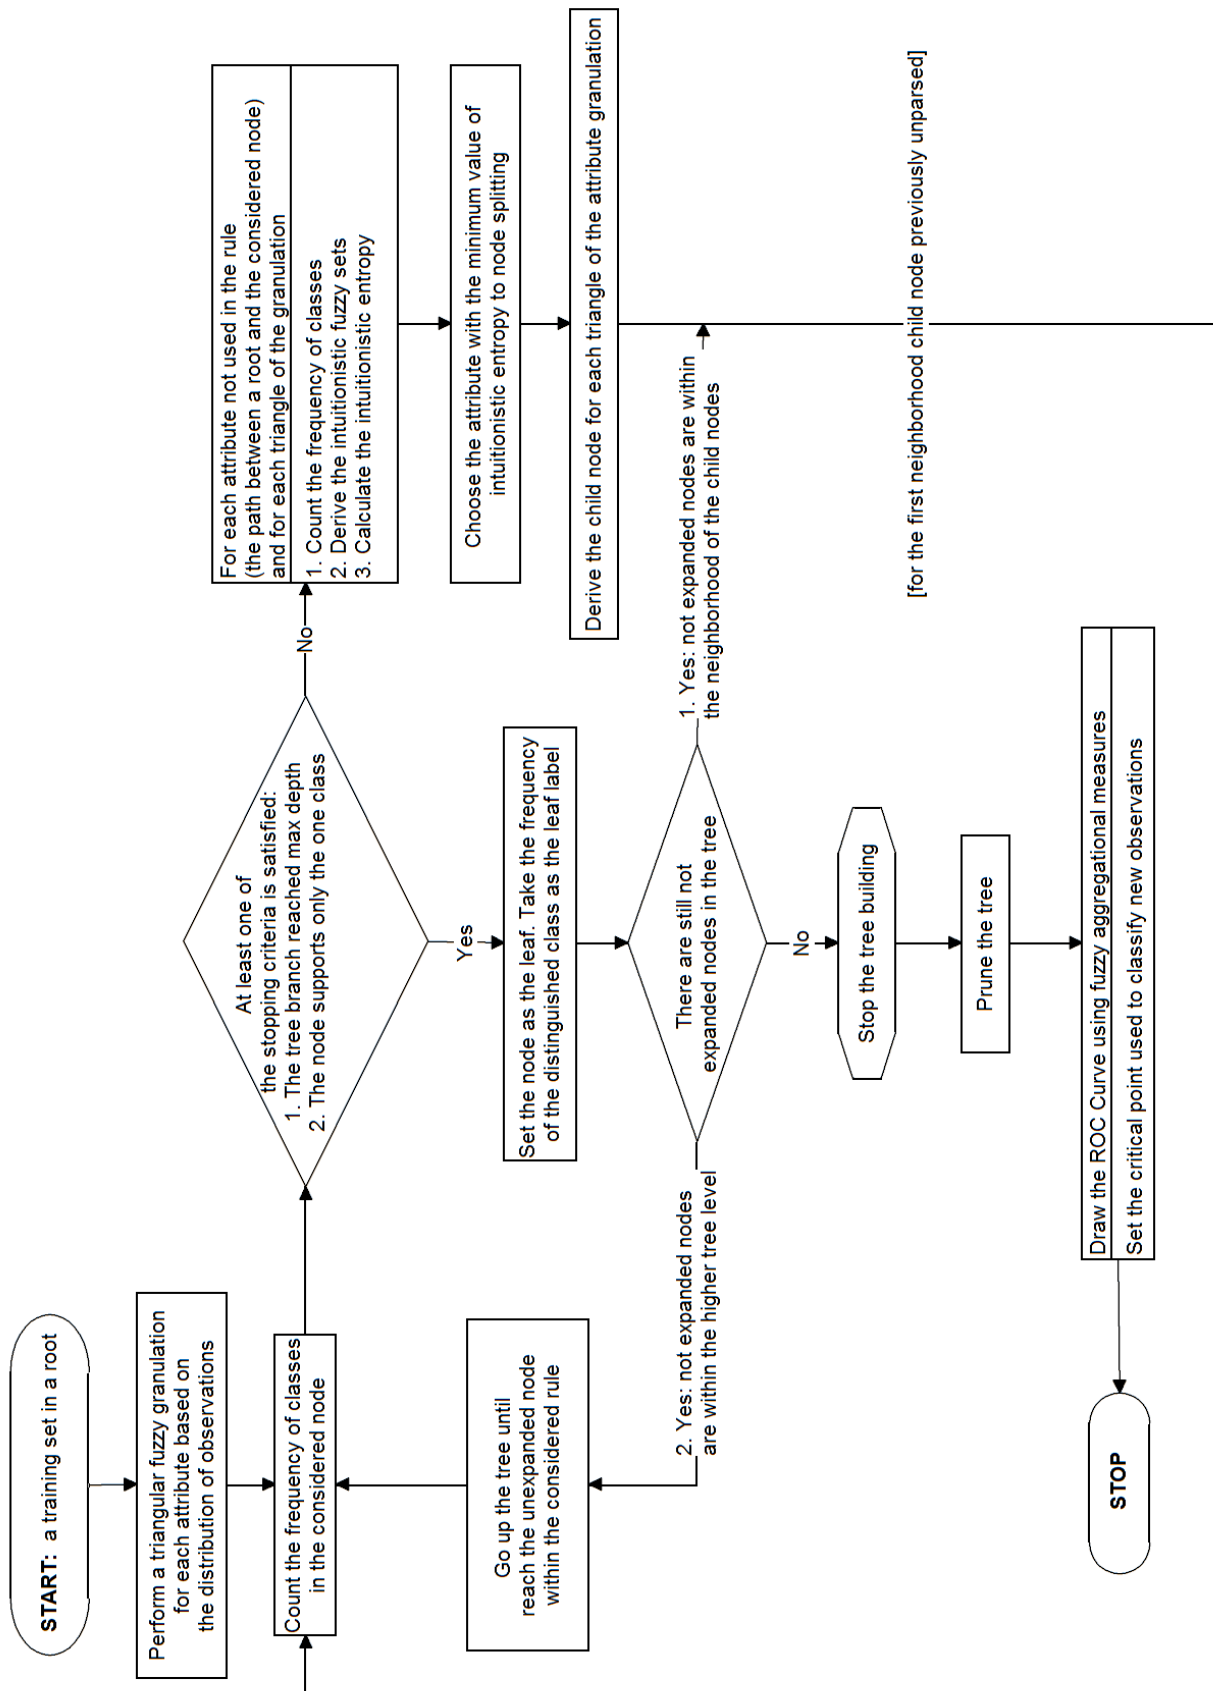 START: a training set in a root
Perform a triangular fuzzy granulation
for each attribute based on
the distribution of observations
Count the frequency of classes
in the considered node
At least one of
the stopping criteria is satisfied:
1. The tree branch reached max depth
2. The node supports only the one class
No
For each attribute not used in the rule
(the path between a root and the considered node)
and for each triangle of the granulation
1. Count the frequency of classes
2. Derive the intuitionistic fuzzy sets
3. Calculate the intuitionistic entropy
Choose the attribute with the minimum value of
intuitionistic entropy to node splitting
Derive the child node for each triangle of the attribute granulation
Yes
Set the node as the leaf. Take the frequency
of the distinguished class as the leaf label
There are still not
expanded nodes in the tree
1. Yes: not expanded nodes are within
the neighborhood of the child nodes
[for the first neighborhood child node previously unparsed]
2. Yes: not expanded nodes
are within the higher tree level
Go up the tree until
reach the unexpanded node
within the considered rule
No
Stop the tree building
Prune the tree
Draw the ROC Curve using fuzzy aggregational measures
Set the critical point used to classify new observations
STOP